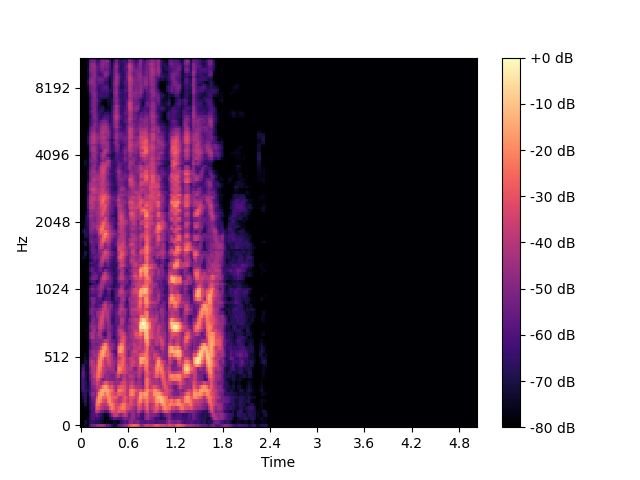 +0 dB
8192
-10 dB
4096
-20 dB
-30 dB
2048
Hz
-40 dB
1024
-50 dB
-60 dB
512
-70 dB
0
-80 dB
0 0.6 1.2 1.8 2.4 3 3.6 4.2 4.8
Time